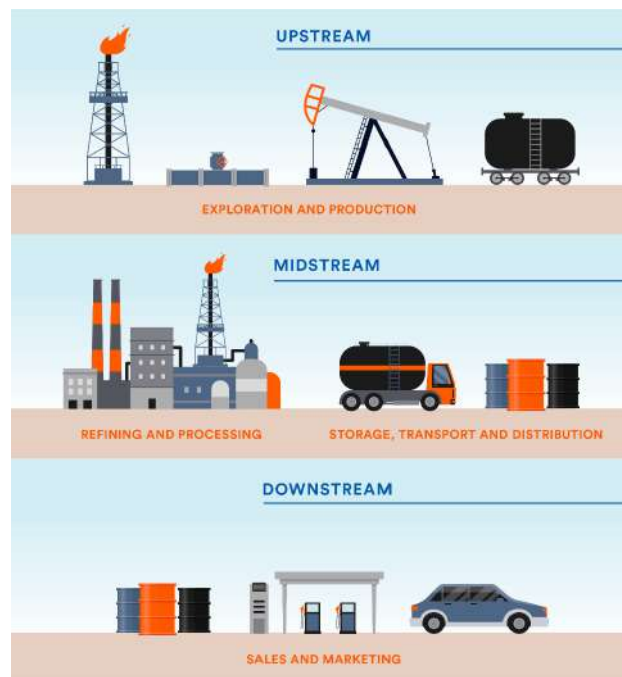 UPSTREAM
EXPLORATION AND PRODUCTION
MIDSTREAM
REFINING AND PROCESSING
STORAGE, TRANSPORT AND DISTRIBUTION
DOWNSTREAM
SALES AND MARKETING